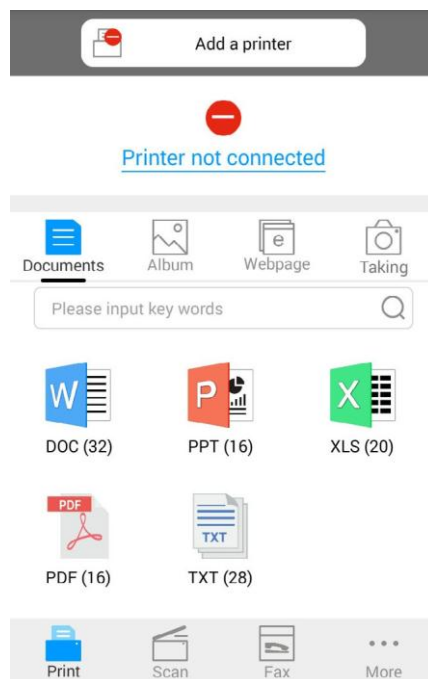 Add a printer
Printer not connected
e
Documents Album Webpage Taking
Please input key words
W P X
DOC (32) PPT (16) XLS (20)
PDF
TXT
PDF (16) TXT (28)
Print Scan Fax More